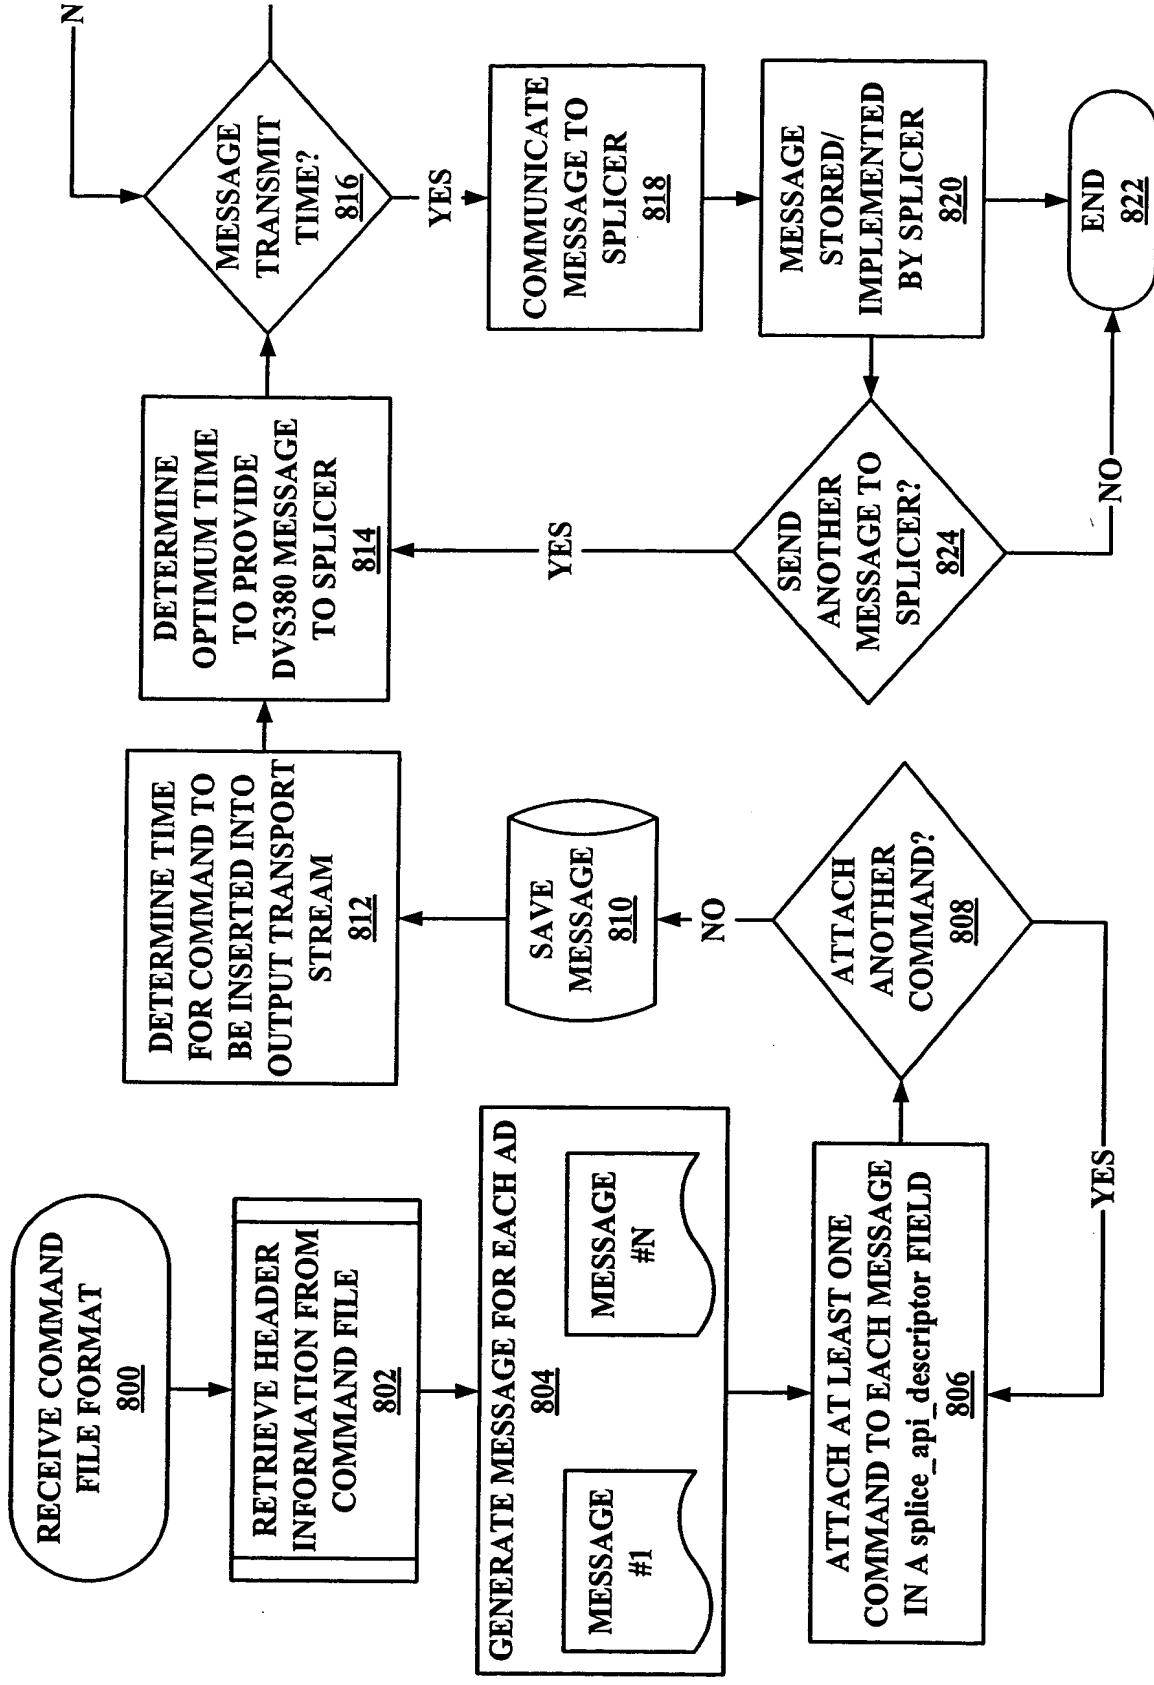 RECEIVE COMMAND
FILE FORMAT
800
RETRIEVE HEADER
INFORMATION FROM
COMMAND FILE
802
GENERATE MESSAGE FOR EACH AD
804
MESSAGE
#1
MESSAGE
#N
ATTACH AT LEAST ONE
COMMAND TO EACH MESSAGE
IN A splice_api_descriptor FIELD
806
YES
ATTACH
ANOTHER
COMMAND?
808
NO
SAVE
MESSAGE
810
DETERMINE TIME
FOR COMMAND TO
BE INSERTED INTO
OUTPUT TRANSPORT
STREAM
812
DETERMINE
OPTIMUM TIME
TO PROVIDE
DVS380 MESSAGE
TO SPLICER
814
YES
SEND
ANOTHER
MESSAGE TO
SPLICER?
824
NO
N
MESSAGE
TRANSMIT
TIME?
816
YES
COMMUNICATE
MESSAGE TO
SPLICER
818
MESSAGE
STORED/
IMPLEMENTED
BY SPLICER
820
END
822